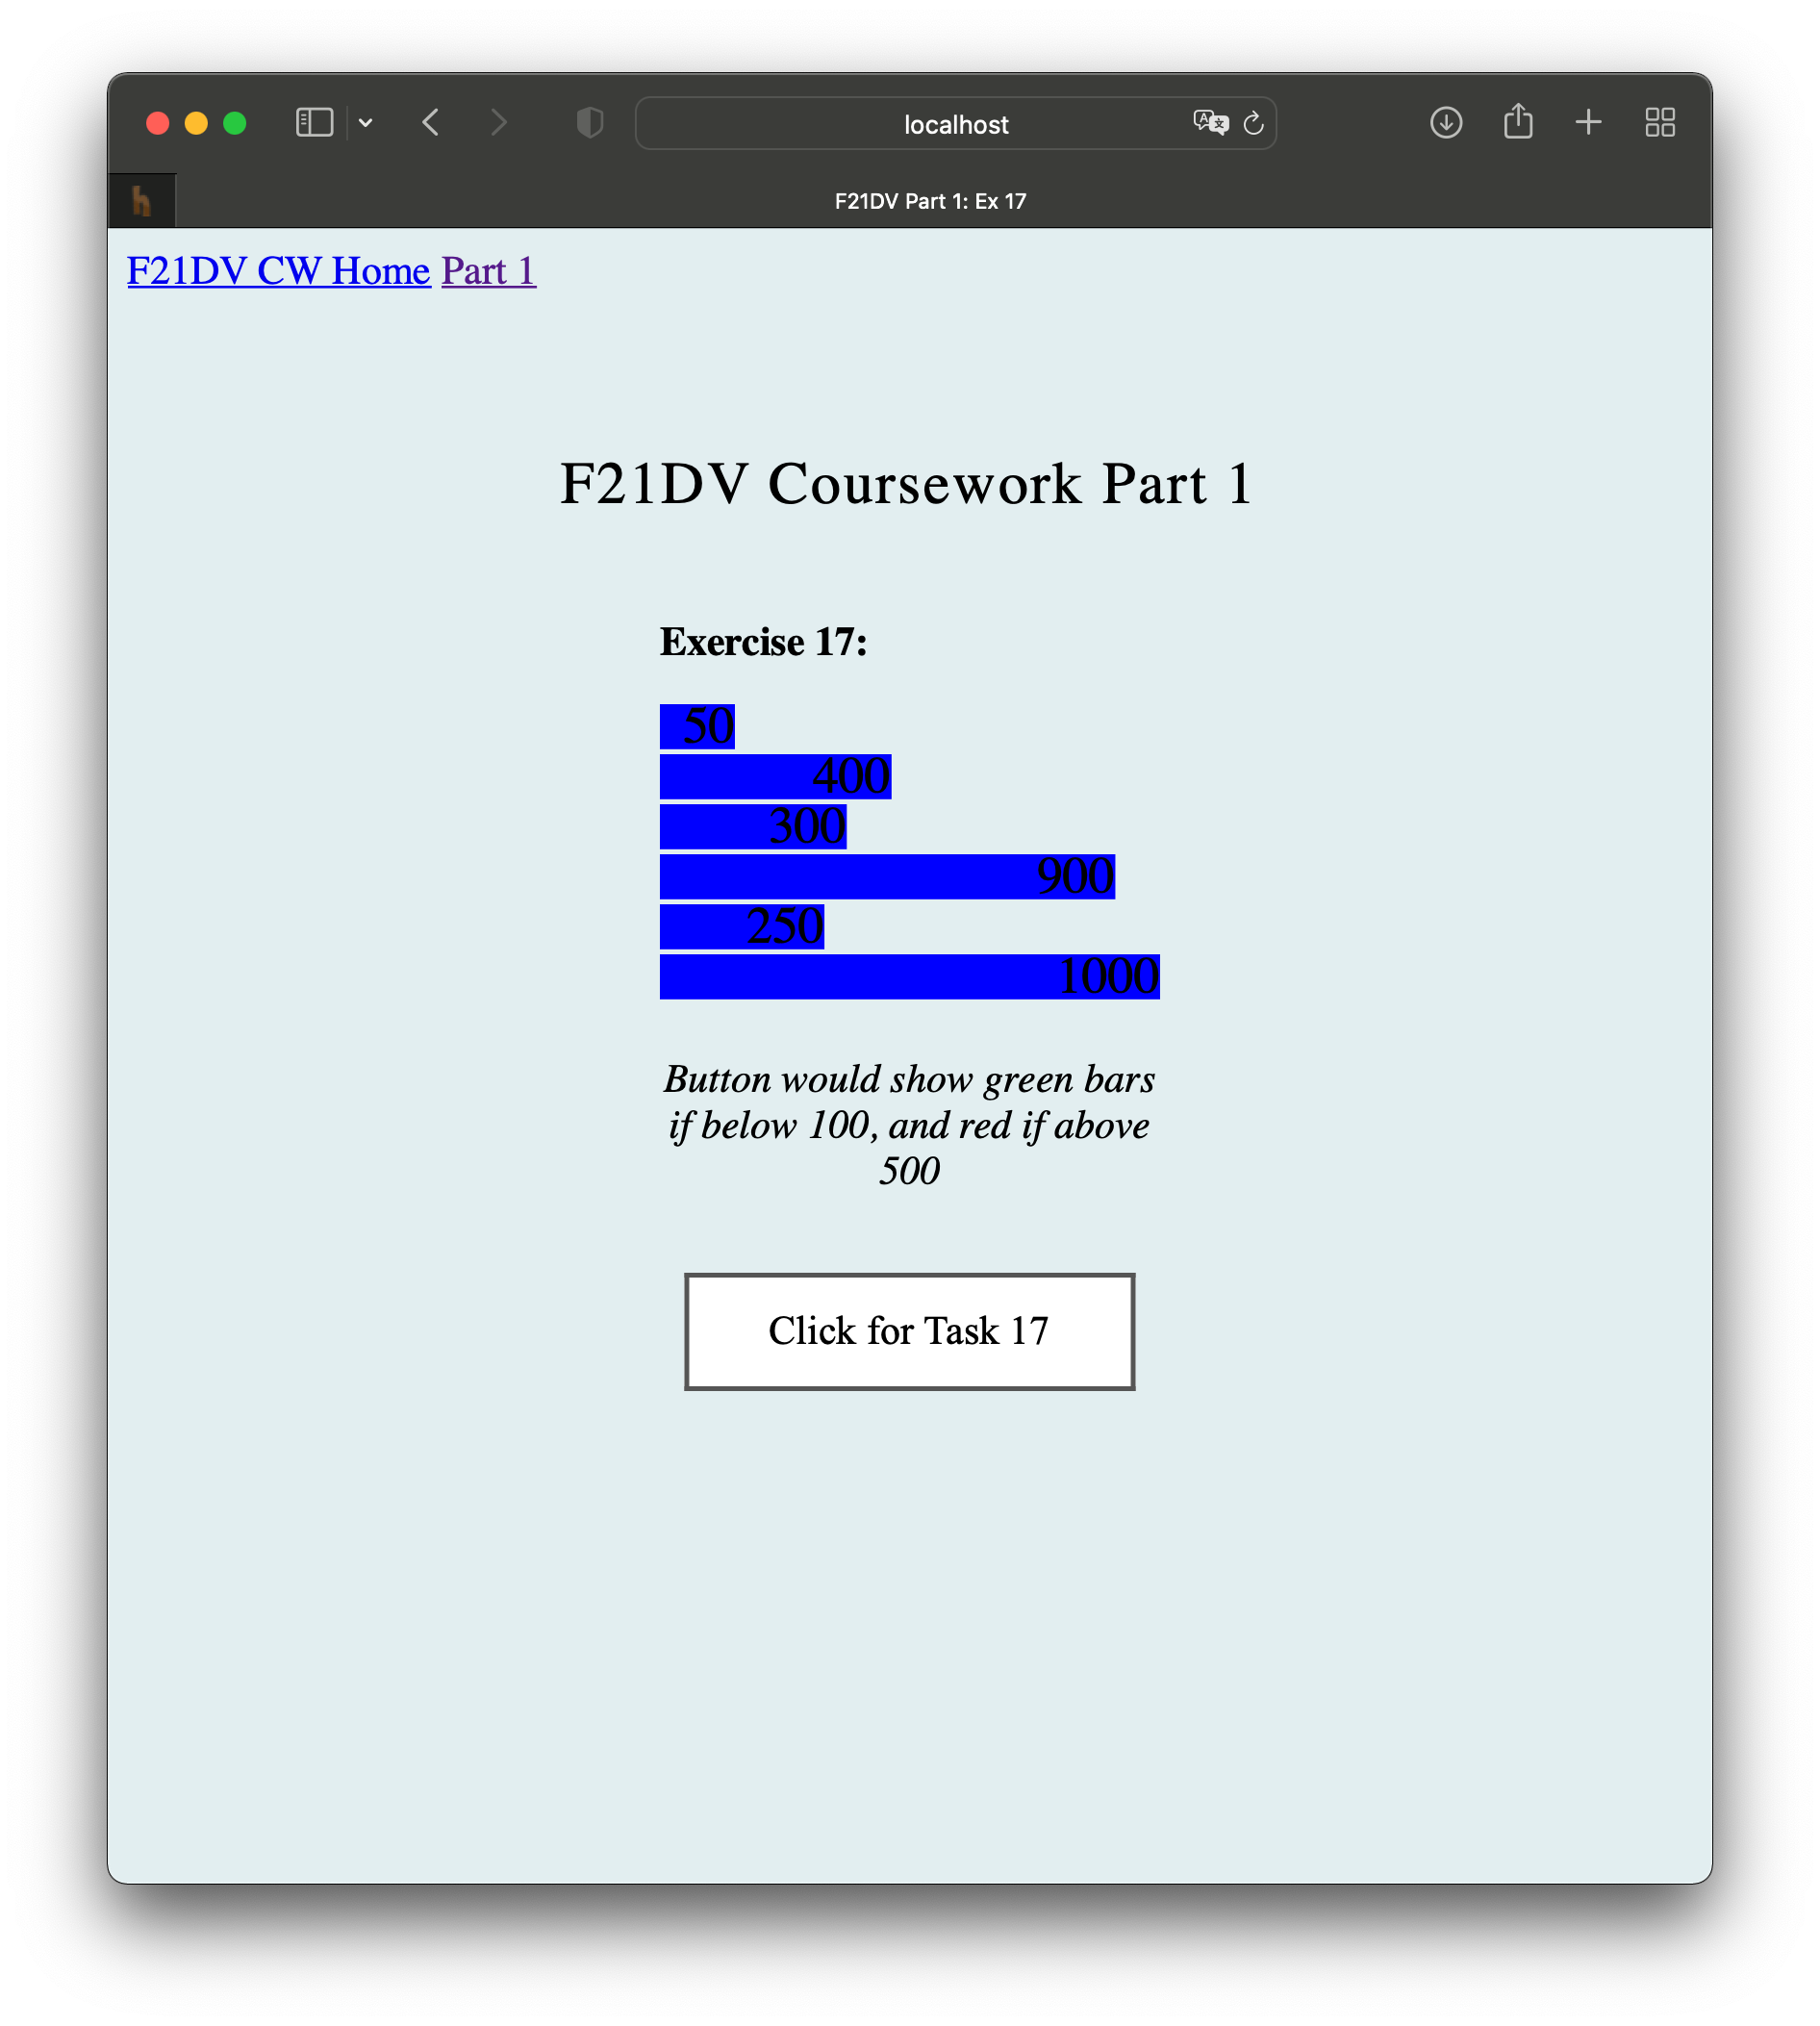 localhost
h
F21DV Part 1: Ex 17
F21DV CW Home Part 1
F21DV Coursework Part 1
Exercise 17:
50
400
300
900
250
1000
Button would show green bars
if below 100, and red if above
500
Click for Task 17